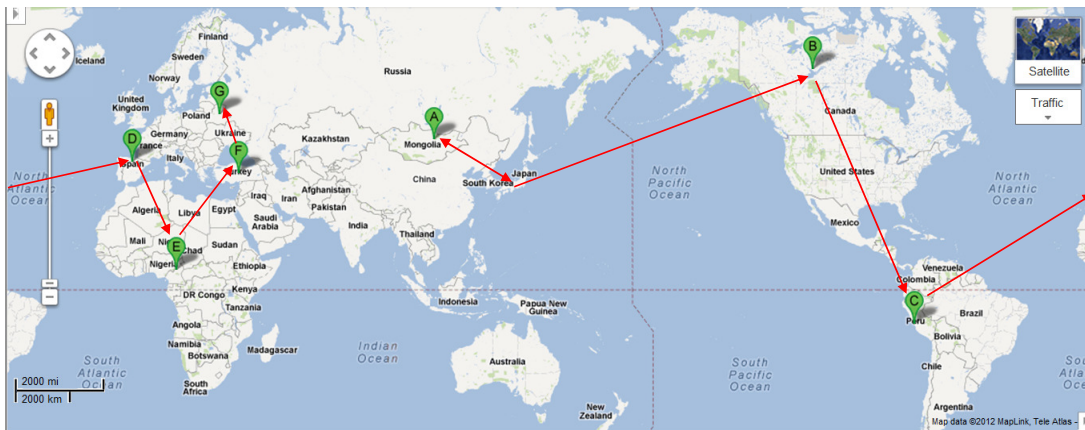 Finland
Iceland
Sweden
Norway
Russia
B
Satellite
G
Canada
United
Kingdom
Poland
A
Traffic
D
Germany
Ukraine
Kazakhstan
Mongolia
France
F
Italy
Spain
Turkey
Japan
China
South Korea
United States
North
Atlantic
Ocean
North
Pacific
Ocean
North
Atlantic
Ocean
Afghanistan
Iraq
Iran
Pakistan
Algeria
Libya
Egypt
Saudi
Arabia
India
Mexico
Mali
E
Chad
Sudan
Thailand
Nigeria
Ethiopia
Venezuela
Colombia
Kenya
DR Congo
Tanzania
Indonesia
Papua New
Guinea
C
Peru
Brazil
Angola
Bolivia
Namibia
Botswana
Madagascar
Indian
Ocean
Australia
South
Atlantic
Ocean
South
Pacific
Ocean
Chile
2000 mi
2000 km
South
Africa
New
Zealand
Argentina
Map data ©2012 MapLink, Tele Atlas -